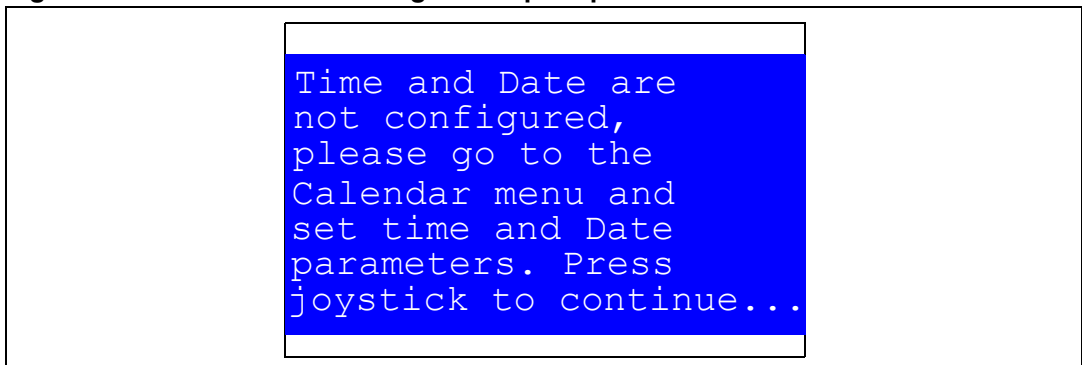 Time and Date are
not configured,
please go to the
Calendar menu and
set time and Date
parameters. Press
joystick to continue...